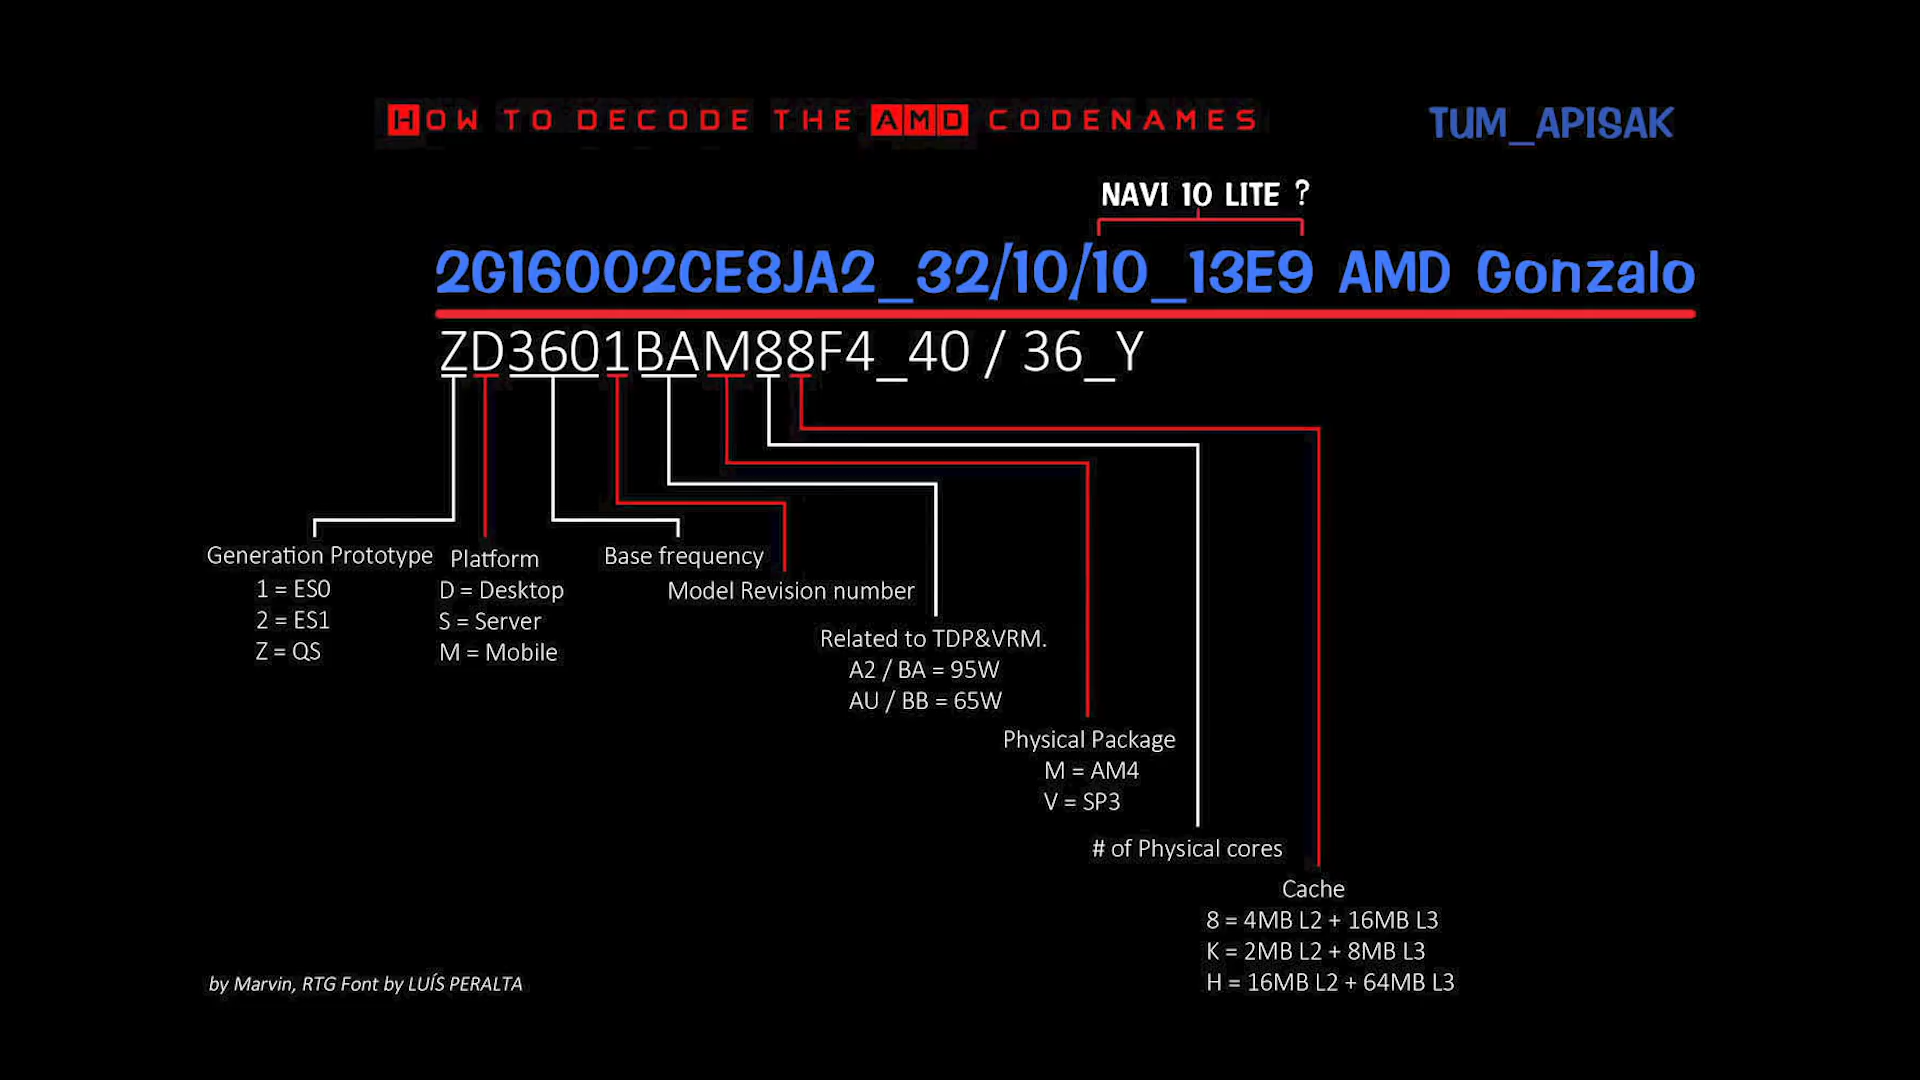 HOW TO DECODE THE AMD CODENAMES
TUM_APISAK
NAVI 10 LITE ?
2G16002CE8JA2_32/10/10_13E9 AMD Gonzalo
ZD3601BAM88F4_40 / 36_Y
Generation Prototype
1 = ES0
2 = ES1
Z = QS
Platform
D = Desktop
S = Server
M = Mobile
Base frequency
Model Revision number
Related to TDP&VRM.
A2 / BA = 95W
AU / BB = 65W
Physical Package
M = AM4
V = SP3
# of Physical cores
Cache
8 = 4MB L2 + 16MB L3
K = 2MB L2 + 8MB L3
H = 16MB L2 + 64MB L3
by Marvin, RTG Font by LUÍS PERALTA